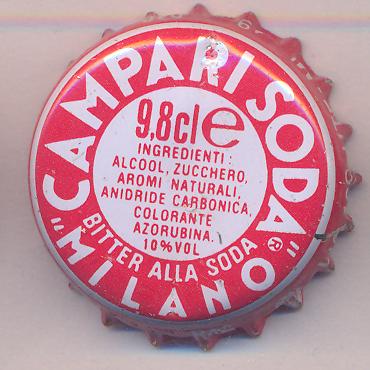 "CAMPARI SODA"®
9,8cl e
INGREDIENTI:
ALCOOL, ZUCCHERO,
AROMI NATURALI,
ANIDRIDE CARBONICA,
COLORANTE
AZORUBINA.
10% VOL
BITTER ALLA SODA
MILANO